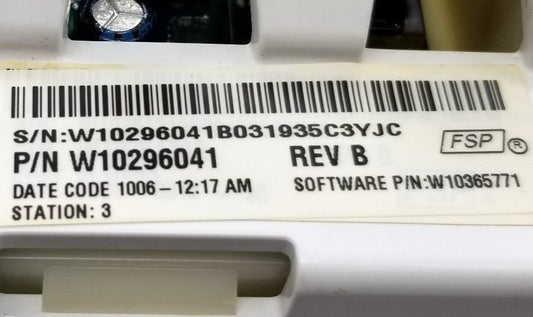 S/N:W10296041B031935C3YJC
P/N W10296041 REV B FSP®
DATE CODE 1006-12:17 AM SOFTWARE P/N:W10365771
STATION: 3